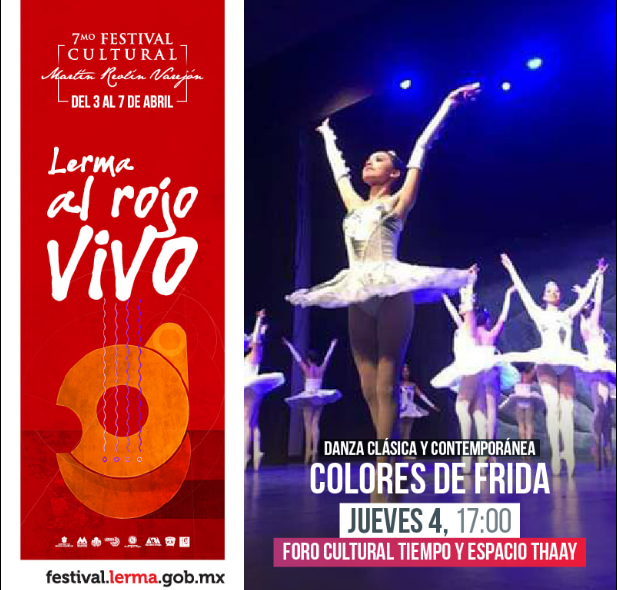 7MO FESTIVAL
CULTURAL
Martín Reolín Varejón
DEL 3 AL 7 DE ABRIL
Lerma
al rojo
ViVO
festival.lerma.gob.mx
DANZA CLÁSICA Y CONTEMPORÁNEA
COLORES DE FRIDA
JUEVES 4, 17:00
FORO CULTURAL TIEMPO Y ESPACIO THAAY